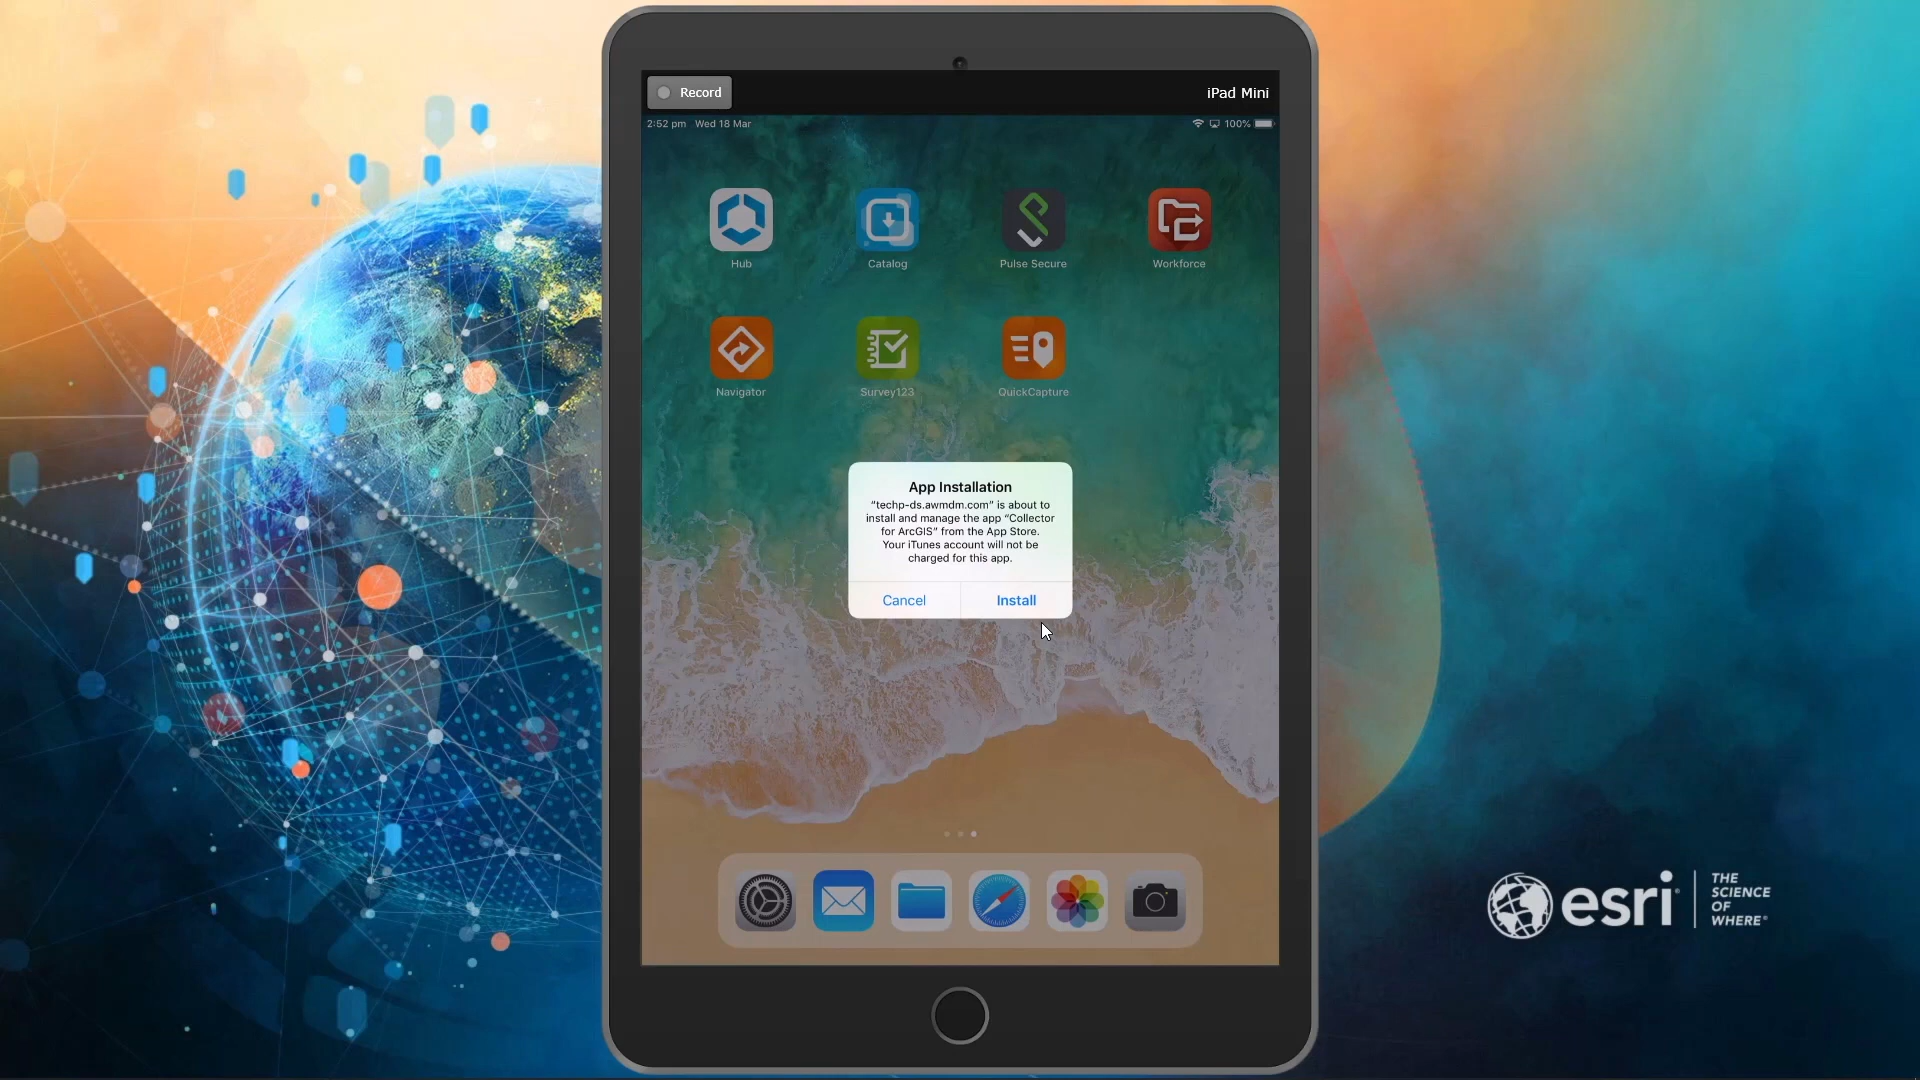 Record
iPad Mini
2:52 pm Wed 18 Mar
100%
Hub
Catalog
Pulse Secure
Workforce
Navigator
Survey123
QuickCapture
App Installation
“techp-ds.awmdm.com” is about to
install and manage the app “Collector
for ArcGIS” from the App Store.
Your iTunes account will not be
charged for this app.
Cancel
Install
esri
THE
SCIENCE
OF
WHERE®